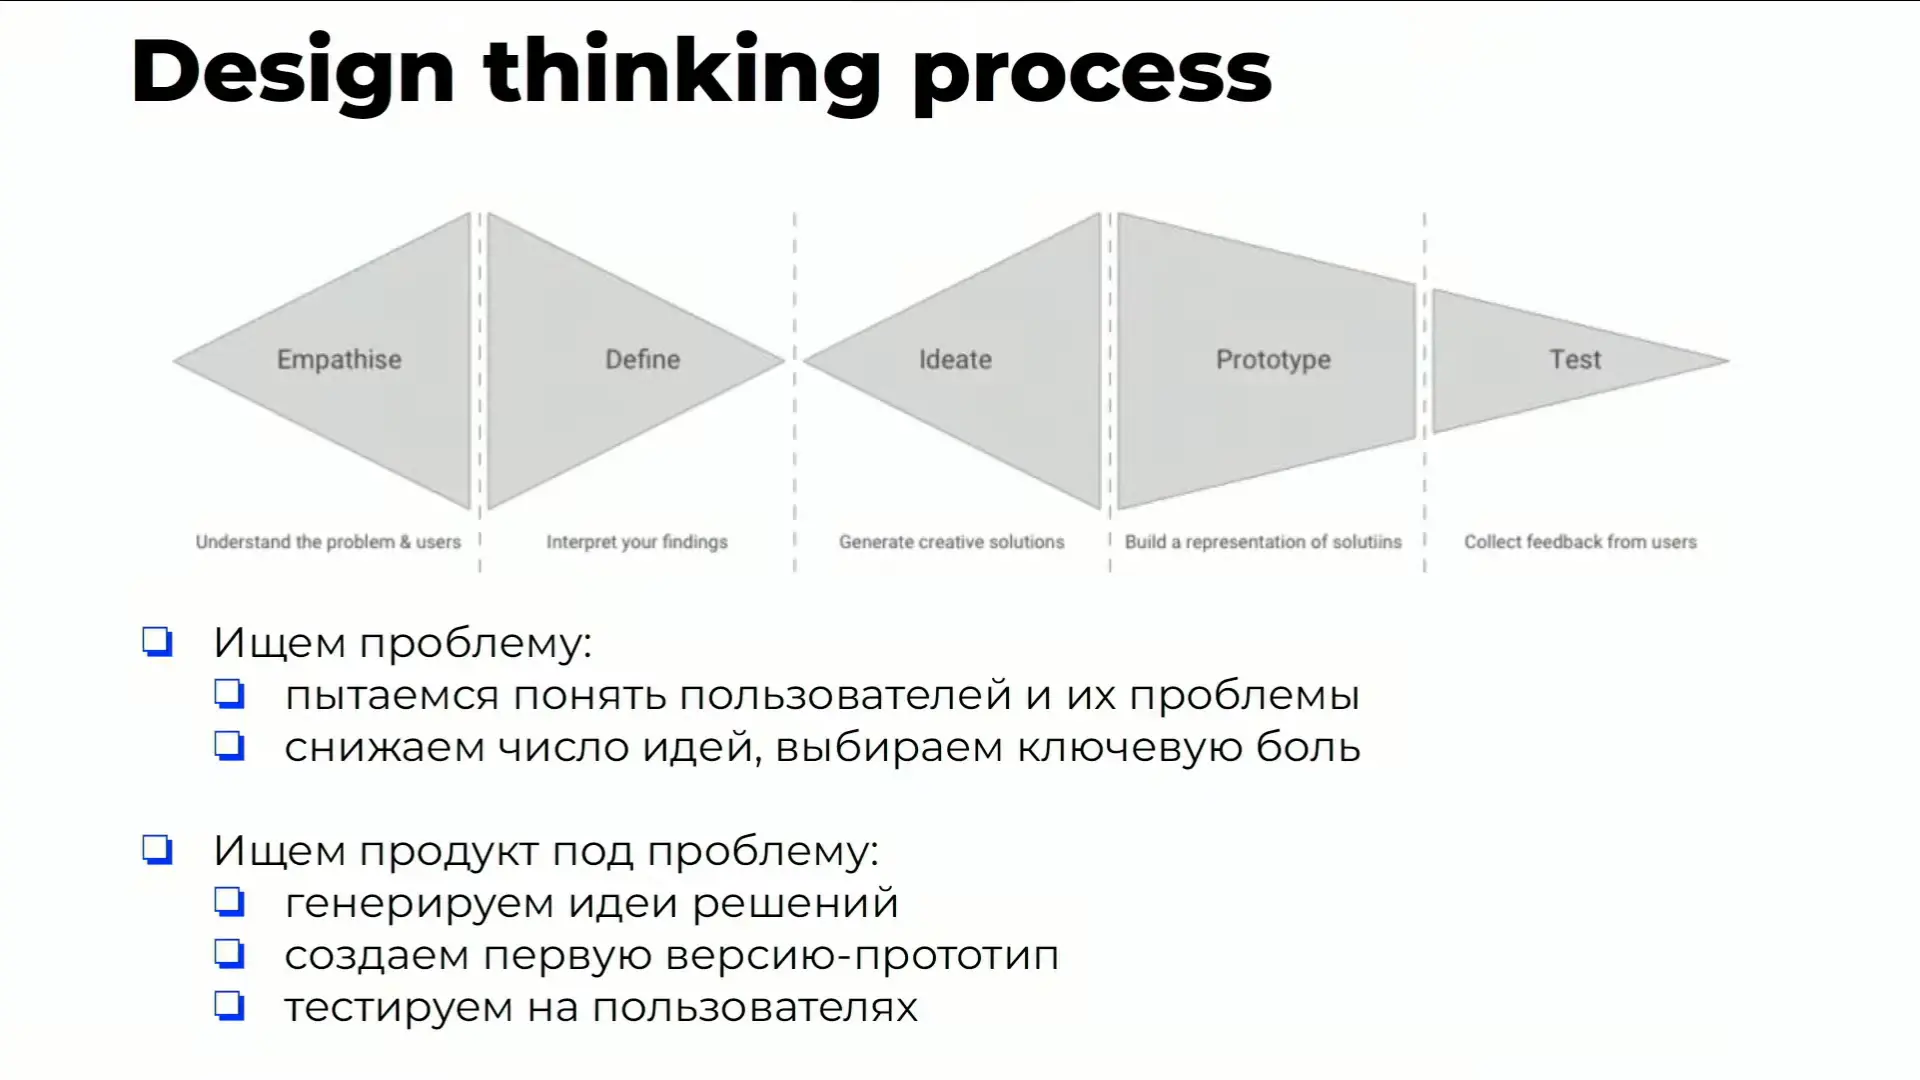 Design thinking process
Empathise
Define
Ideate
Prototype
Test
Understand the problem & users
Interpret your findings
Generate creative solutions
Build a representation of solutiins
Collect feedback from users
Ищем проблему:
пытаемся понять пользователей и их проблемы
снижаем число идей, выбираем ключевую боль
Ищем продукт под проблему:
генерируем идеи решений
создаем первую версию-прототип
тестируем на пользователях